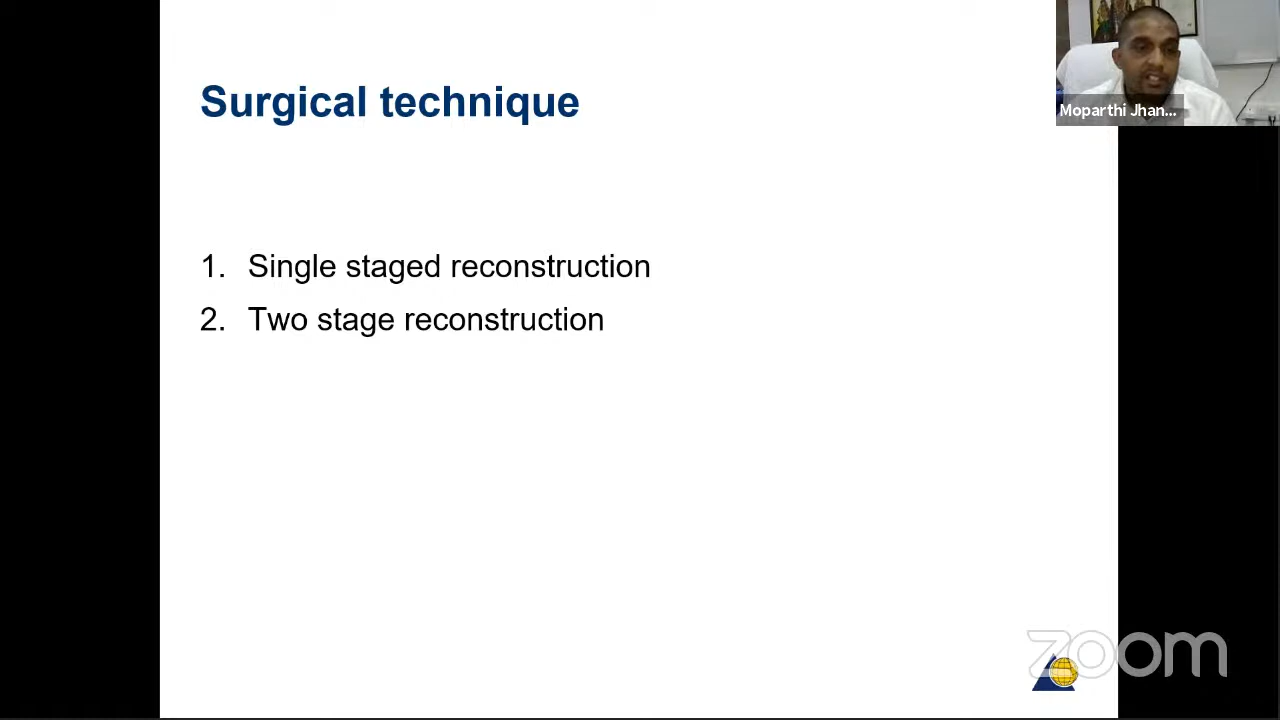 Surgical technique
Moparthi Jhan...
1. Single staged reconstruction
2. Two stage reconstruction
zoom